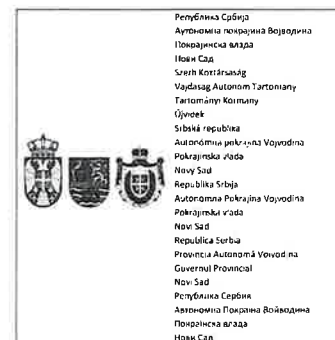 Република Србија
Аутономна покрајина Војводина
Покрајинска влада
Нови Сад
Szerb Köztársaság
Vajdaság Autonóm Tartomány
Tartományi Kormány
Újvidék
Srbská republika
Autonómna pokrajina Vojvodina
Pokrajinská vláda
Nový Sad
Republika Srbija
Autonomna Pokrajina Vojvodina
Pokrajinska vlada
Novi Sad
Republica Serbia
Provincia Autonomă Voivodina
Guvernul Provincial
Novi Sad
Републику Сербия
Автономна Покраїна Войводина
Покраїнска влада
Нови Сад